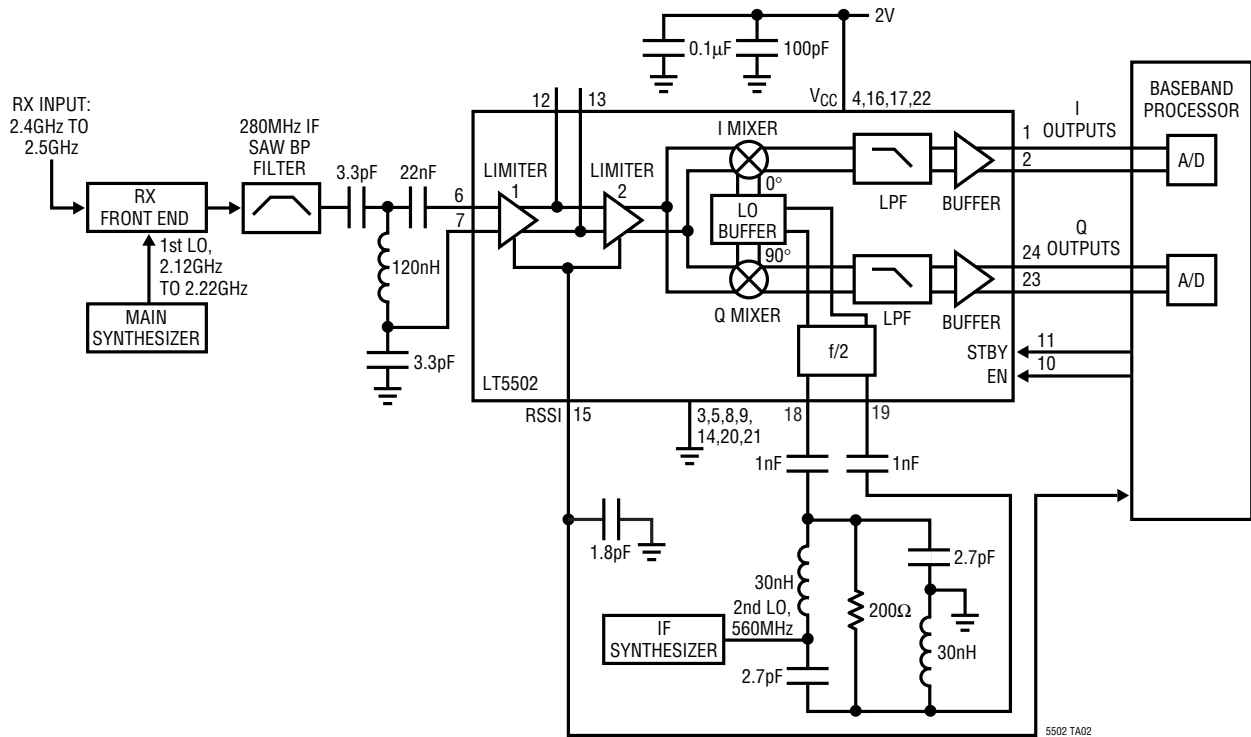 2V
0.1µF
100pF
BASEBAND
PROCESSOR
RX INPUT:
2.4GHz TO
2.5GHz
280MHz IF
SAW BP
FILTER
12
13
VCC
4,16,17,22
I MIXER
1
I
OUTPUTS
2
A/D
3.3pF
22nF
LIMITER
1
LIMITER
2
6
7
0°
LPF
BUFFER
RX
FRONT END
LO
BUFFER
1st LO,
2.12GHz
TO 2.22GHz
120nH
90°
Q
OUTPUTS
24
23
A/D
MAIN
SYNTHESIZER
Q MIXER
LPF
BUFFER
3.3pF
f/2
STBY
11
EN
10
LT5502
RSSI
15
3,5,8,9,
14,20,21
18
19
1nF
1nF
1.8pF
30nH
2.7pF
2nd LO,
560MHz
200Ω
IF
SYNTHESIZER
30nH
2.7pF
5502 TA02